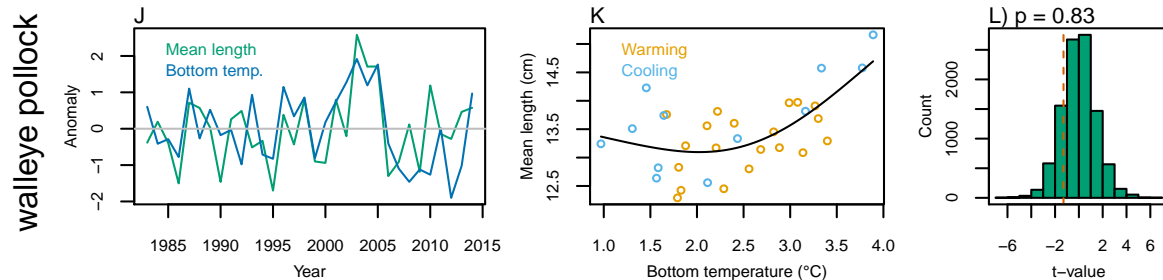 walleye pollock
J
Mean length
Bottom temp.
Anomaly
2
1
0
−1
−2
1985 1990 1995 2000 2005 2010 2015
Year
K
Warming
Cooling
Mean length (cm)
14.5
13.5
12.5
1.0 1.5 2.0 2.5 3.0 3.5 4.0
Bottom temperature (°C)
L) p = 0.83
Count
2000
1000
0
−6 −2 2 4 6
t−value